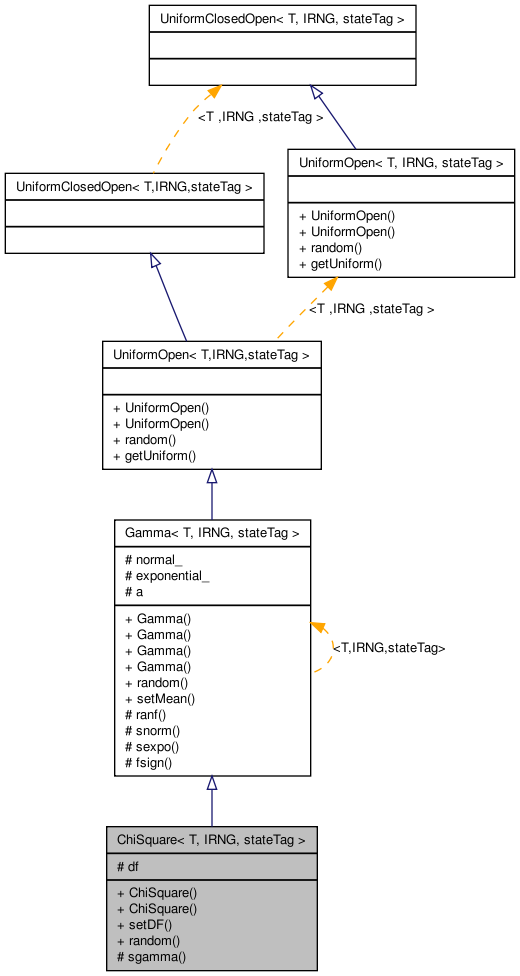 UniformClosedOpen< T, IRNG, stateTag >
<T ,IRNG ,stateTag >
UniformClosedOpen< T,IRNG,stateTag >
UniformOpen< T, IRNG, stateTag >
+ UniformOpen()
+ UniformOpen()
+ random()
+ getUniform()
<T ,IRNG ,stateTag >
UniformOpen< T,IRNG,stateTag >
+ UniformOpen()
+ UniformOpen()
+ random()
+ getUniform()
Gamma< T, IRNG, stateTag >
# normal_
# exponential_
# a
+ Gamma()
+ Gamma()
+ Gamma()
+ Gamma()
+ random()
+ setMean()
# ranf()
# snorm()
# sexpo()
# fsign()
<T,IRNG,stateTag>
ChiSquare< T, IRNG, stateTag >
# df
+ ChiSquare()
+ ChiSquare()
+ setDF()
+ random()
# sgamma()